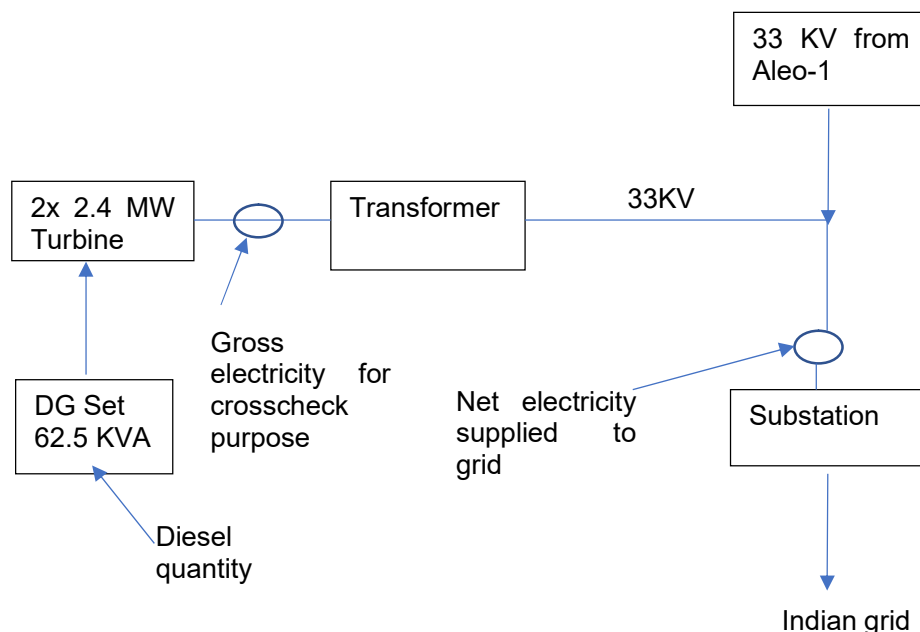 33 KV from
Aleo-1
2x 2.4 MW
Turbine
Transformer
33KV
Gross
electricity for
crosscheck
purpose
DG Set
62.5 KVA
Net electricity
supplied to
grid
Substation
Diesel
quantity
Indian grid